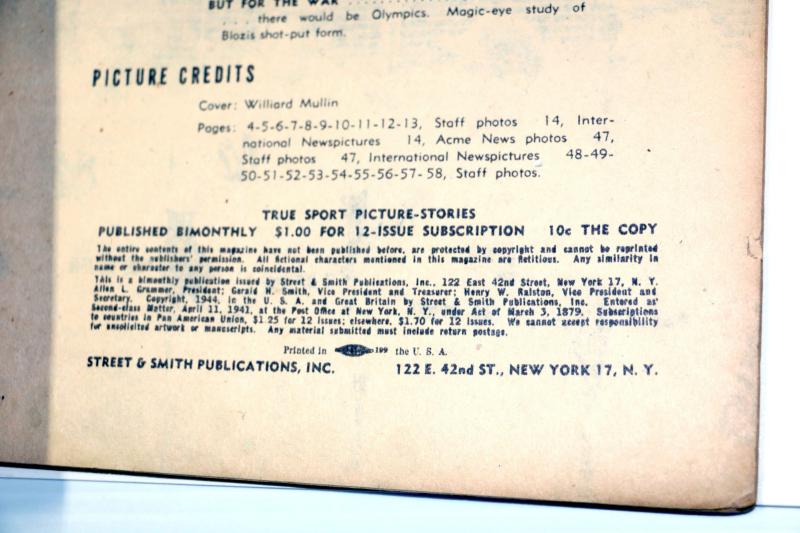 BUT FOR THE WAR ....................
. . . there would be Olympics. Magic-eye study of
Blozis shot-put form.
PICTURE CREDITS
Cover: Williard Mullin
Pages: 4-5-6-7-8-9-10-11-12-13, Staff photos 14, Inter-
national Newspictures 14, Acme News photos 47,
Staff photos 47, International Newspictures 48-49-
50-51-52-53-54-55-56-57-58, Staff photos.
TRUE SPORT PICTURE-STORIES
PUBLISHED BIMONTHLY $1.00 FOR 12-ISSUE SUBSCRIPTION 10c THE COPY
The entire contents of this magazine have not been published before, are protected by copyright and cannot be reprinted
without the publishers' permission. All fictional characters mentioned in this magazine are fictitious. Any similarity in
name or character to any person is coincidental.
This is a bimonthly publication issued by Street & Smith Publications, Inc., 122 East 42nd Street, New York 17, N. Y.
Allen L. Grammer, President; Gerald H. Smith, Vice President and Treasurer; Henry W. Ralston, Vice President and
Secretary. Copyright, 1944, in the U. S. A. and Great Britain by Street & Smith Publications, Inc. Entered as
Second-class Matter, April 11, 1941, at the Post Office at New York, N. Y., under Act of March 3, 1879. Subscriptions
to countries in Pan American Union, $1.25 for 12 issues; elsewhere, $1.70 for 12 issues. We cannot accept responsibility
for unsolicited artwork or manuscripts. Any material submitted must include return postage.
Printed in 199 the U. S. A.
STREET & SMITH PUBLICATIONS, INC. 122 E. 42nd ST., NEW YORK 17, N. Y.